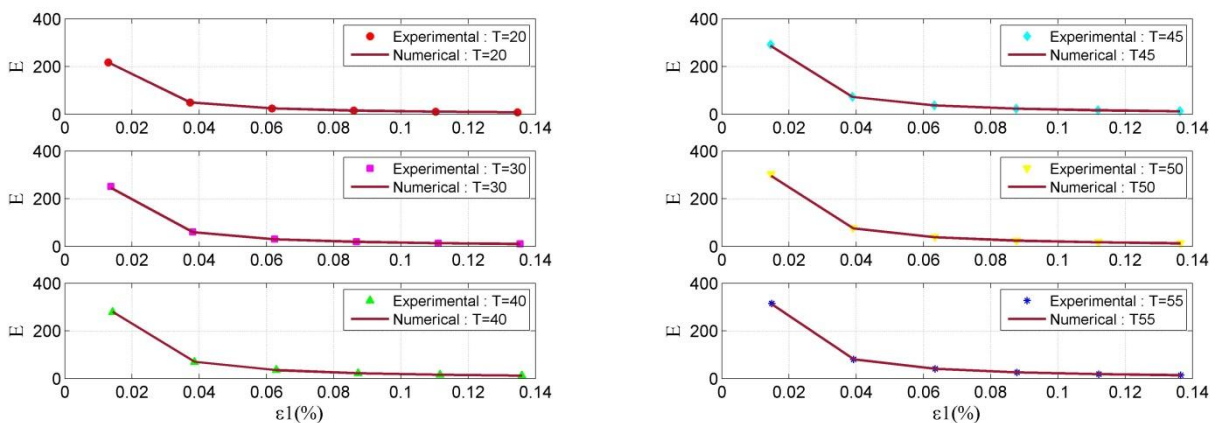 400
200
0
E
Experimental : T=20
Numerical : T=20
0 0.02 0.04 0.06 0.08 0.1 0.12 0.14
400
200
0
E
Experimental : T=30
Numerical : T=30
0 0.02 0.04 0.06 0.08 0.1 0.12 0.14
400
200
0
E
Experimental : T=40
Numerical : T=40
0 0.02 0.04 0.06 0.08 0.1 0.12 0.14
ε1(%)
400
200
0
E
Experimental : T=45
Numerical : T45
0 0.02 0.04 0.06 0.08 0.1 0.12 0.14
400
200
0
E
Experimental : T=50
Numerical : T50
0 0.02 0.04 0.06 0.08 0.1 0.12 0.14
400
200
0
E
Experimental : T=55
Numerical : T55
0 0.02 0.04 0.06 0.08 0.1 0.12 0.14
ε1(%)